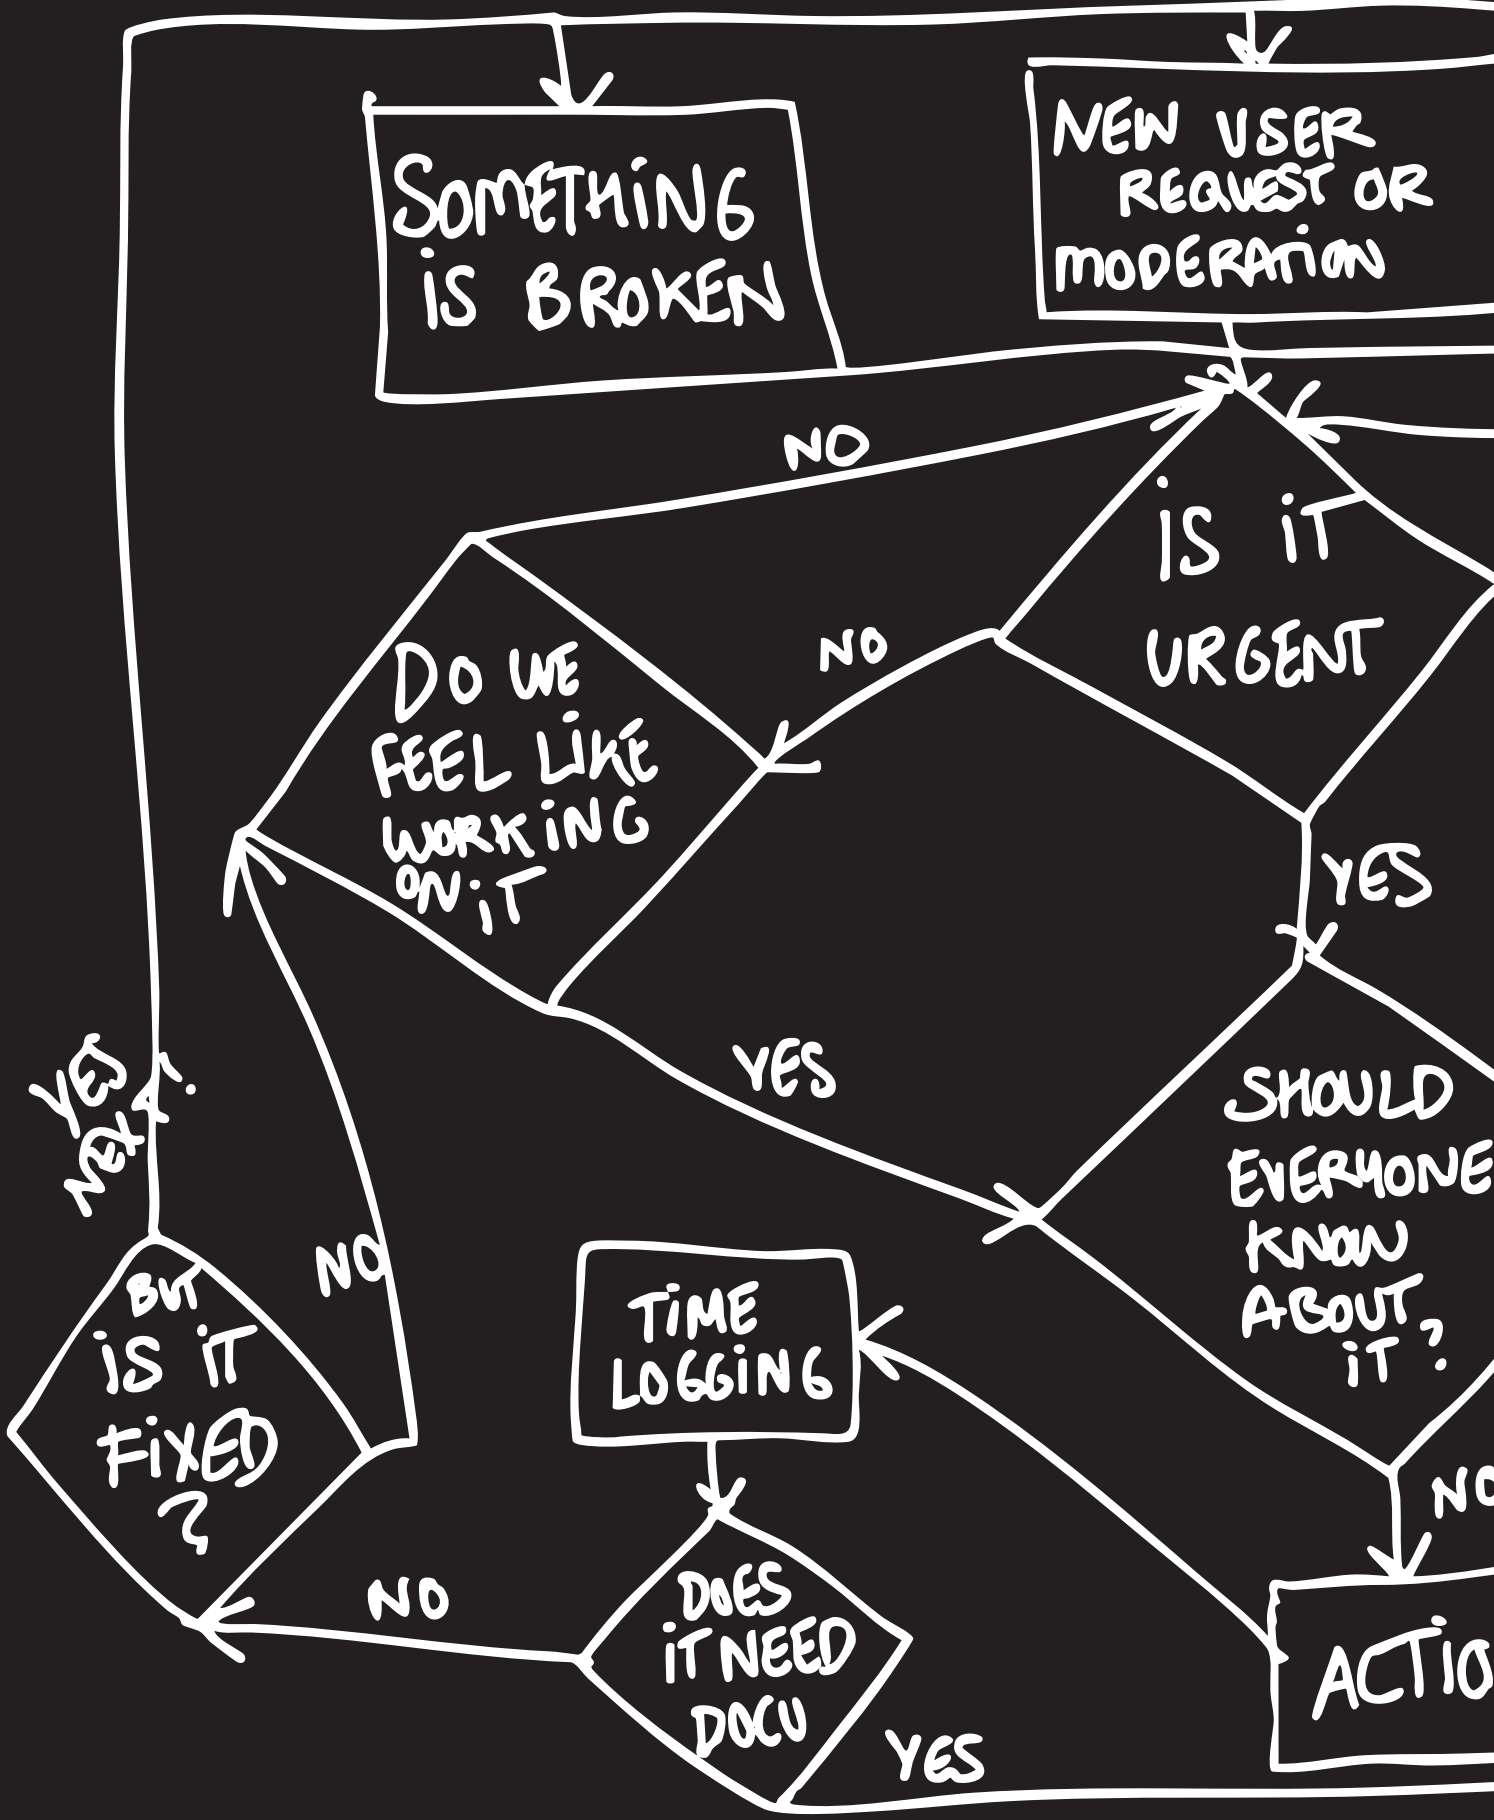 SOMETHING
IS BROKEN
NEW USER
REQUEST OR
MODERATION
NO
IS IT
URGENT
NO
DO WE
FEEL LIKE
WORKING
ON IT
YES
YES
YES
NEXT.
SHOULD
EVERYONE
KNOW
ABOUT
IT?
NO
BUT
IS IT
FIXED
?
TIME
LOGGING
NO
NO
DOES
IT NEED
DOCU
YES
ACTIO